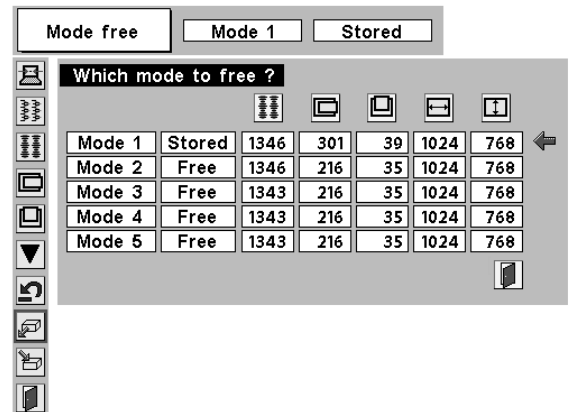 Mode free Mode 1 Stored
Which mode to free ?
Mode 1 Stored 1346 301 39 1024 768
Mode 2 Free 1346 216 35 1024 768
Mode 3 Free 1343 216 35 1024 768
Mode 4 Free 1343 216 35 1024 768
Mode 5 Free 1343 216 35 1024 768